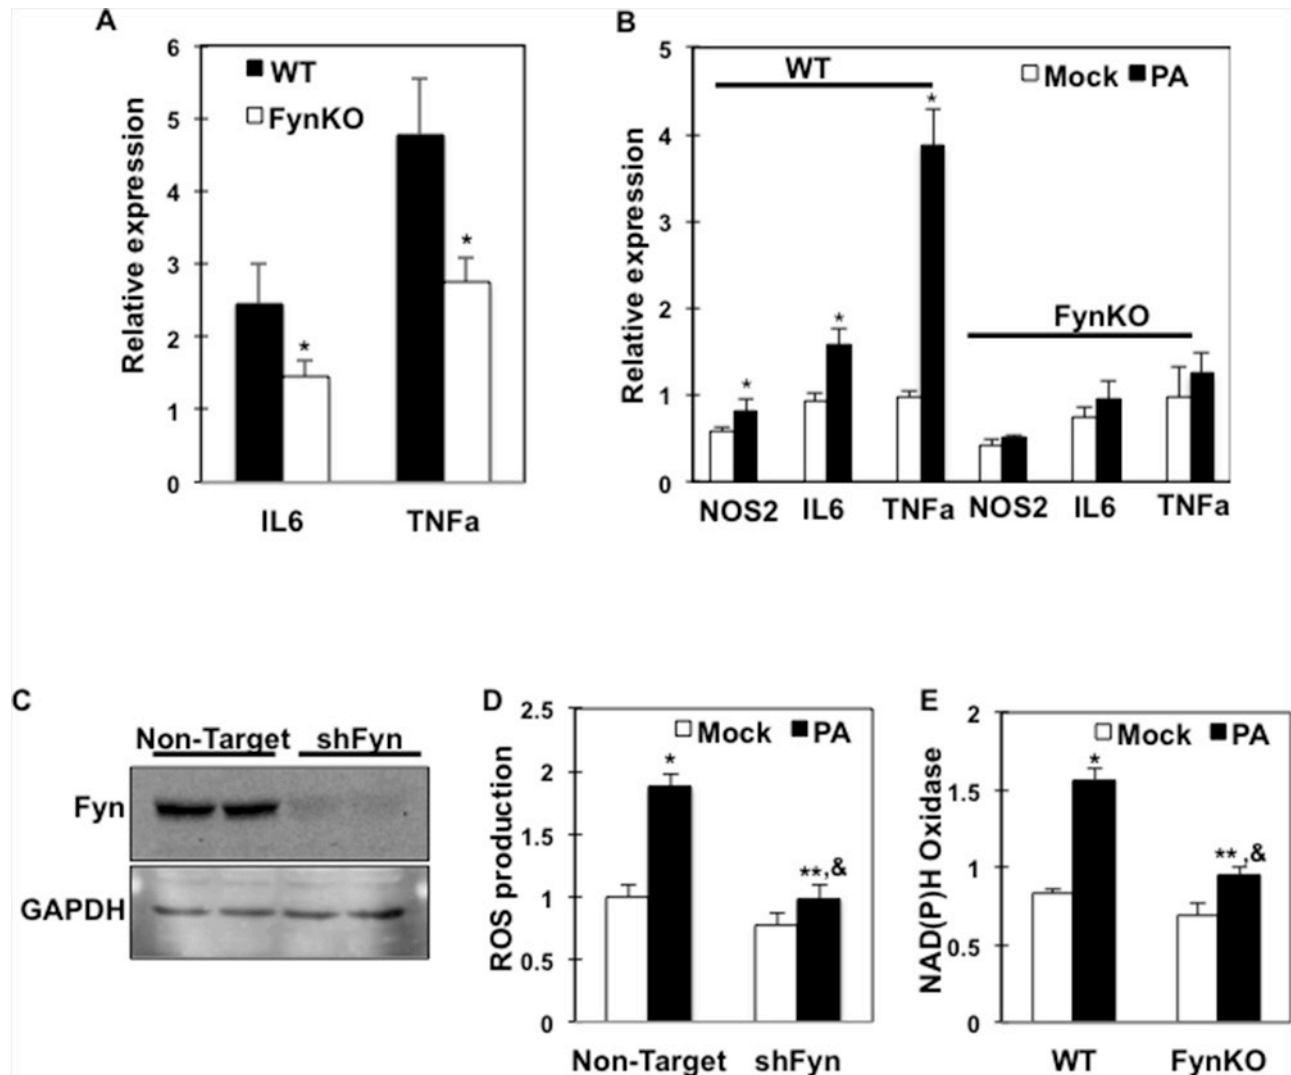 A
Relative expression
6
5
4
3
2
1
0
WT
FynKO
*
*
IL6 TNFa
B
Relative expression
5
4
3
2
1
0
WT
Mock PA
*
*
*
FynKO
NOS2 IL6 TNFa NOS2 IL6 TNFa
C
Non-Target shFyn
Fyn
GAPDH
D
ROS production
2.5
2
1.5
1
0.5
0
Mock PA
*
**,&
Non-Target shFyn
E
NAD(P)H Oxidase
2
1.5
1
0.5
0
Mock PA
*
**,&
WT FynKO